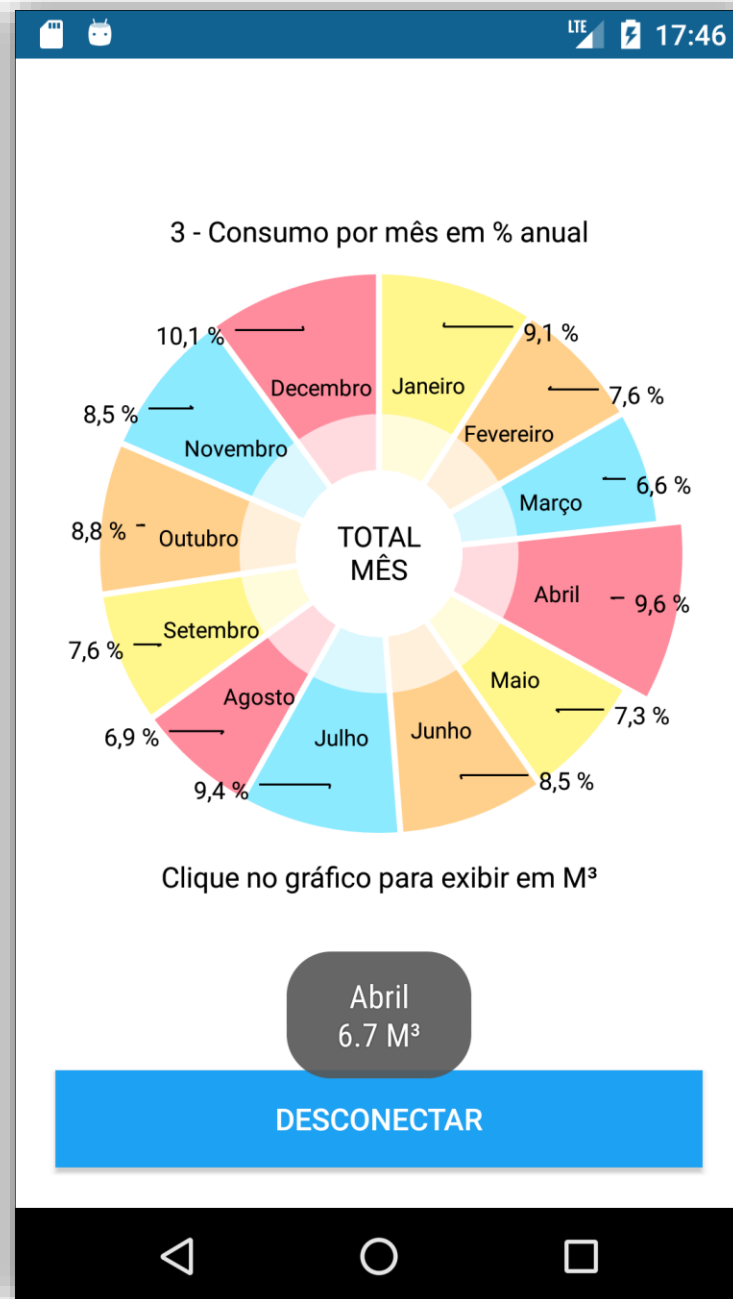 LTE 17:46
3 - Consumo por mês em % anual
10,1 %
9,1 %
Decembro
Janeiro
7,6 %
8,5 %
Fevereiro
Novembro
6,6 %
Março
8,8 %
Outubro
TOTAL
MÊS
Abril
9,6 %
Setembro
7,6 %
Maio
Agosto
7,3 %
6,9 %
Julho
Junho
9,4 %
8,5 %
Clique no gráfico para exibir em M³
Abril
6.7 M³
DESCONECTAR